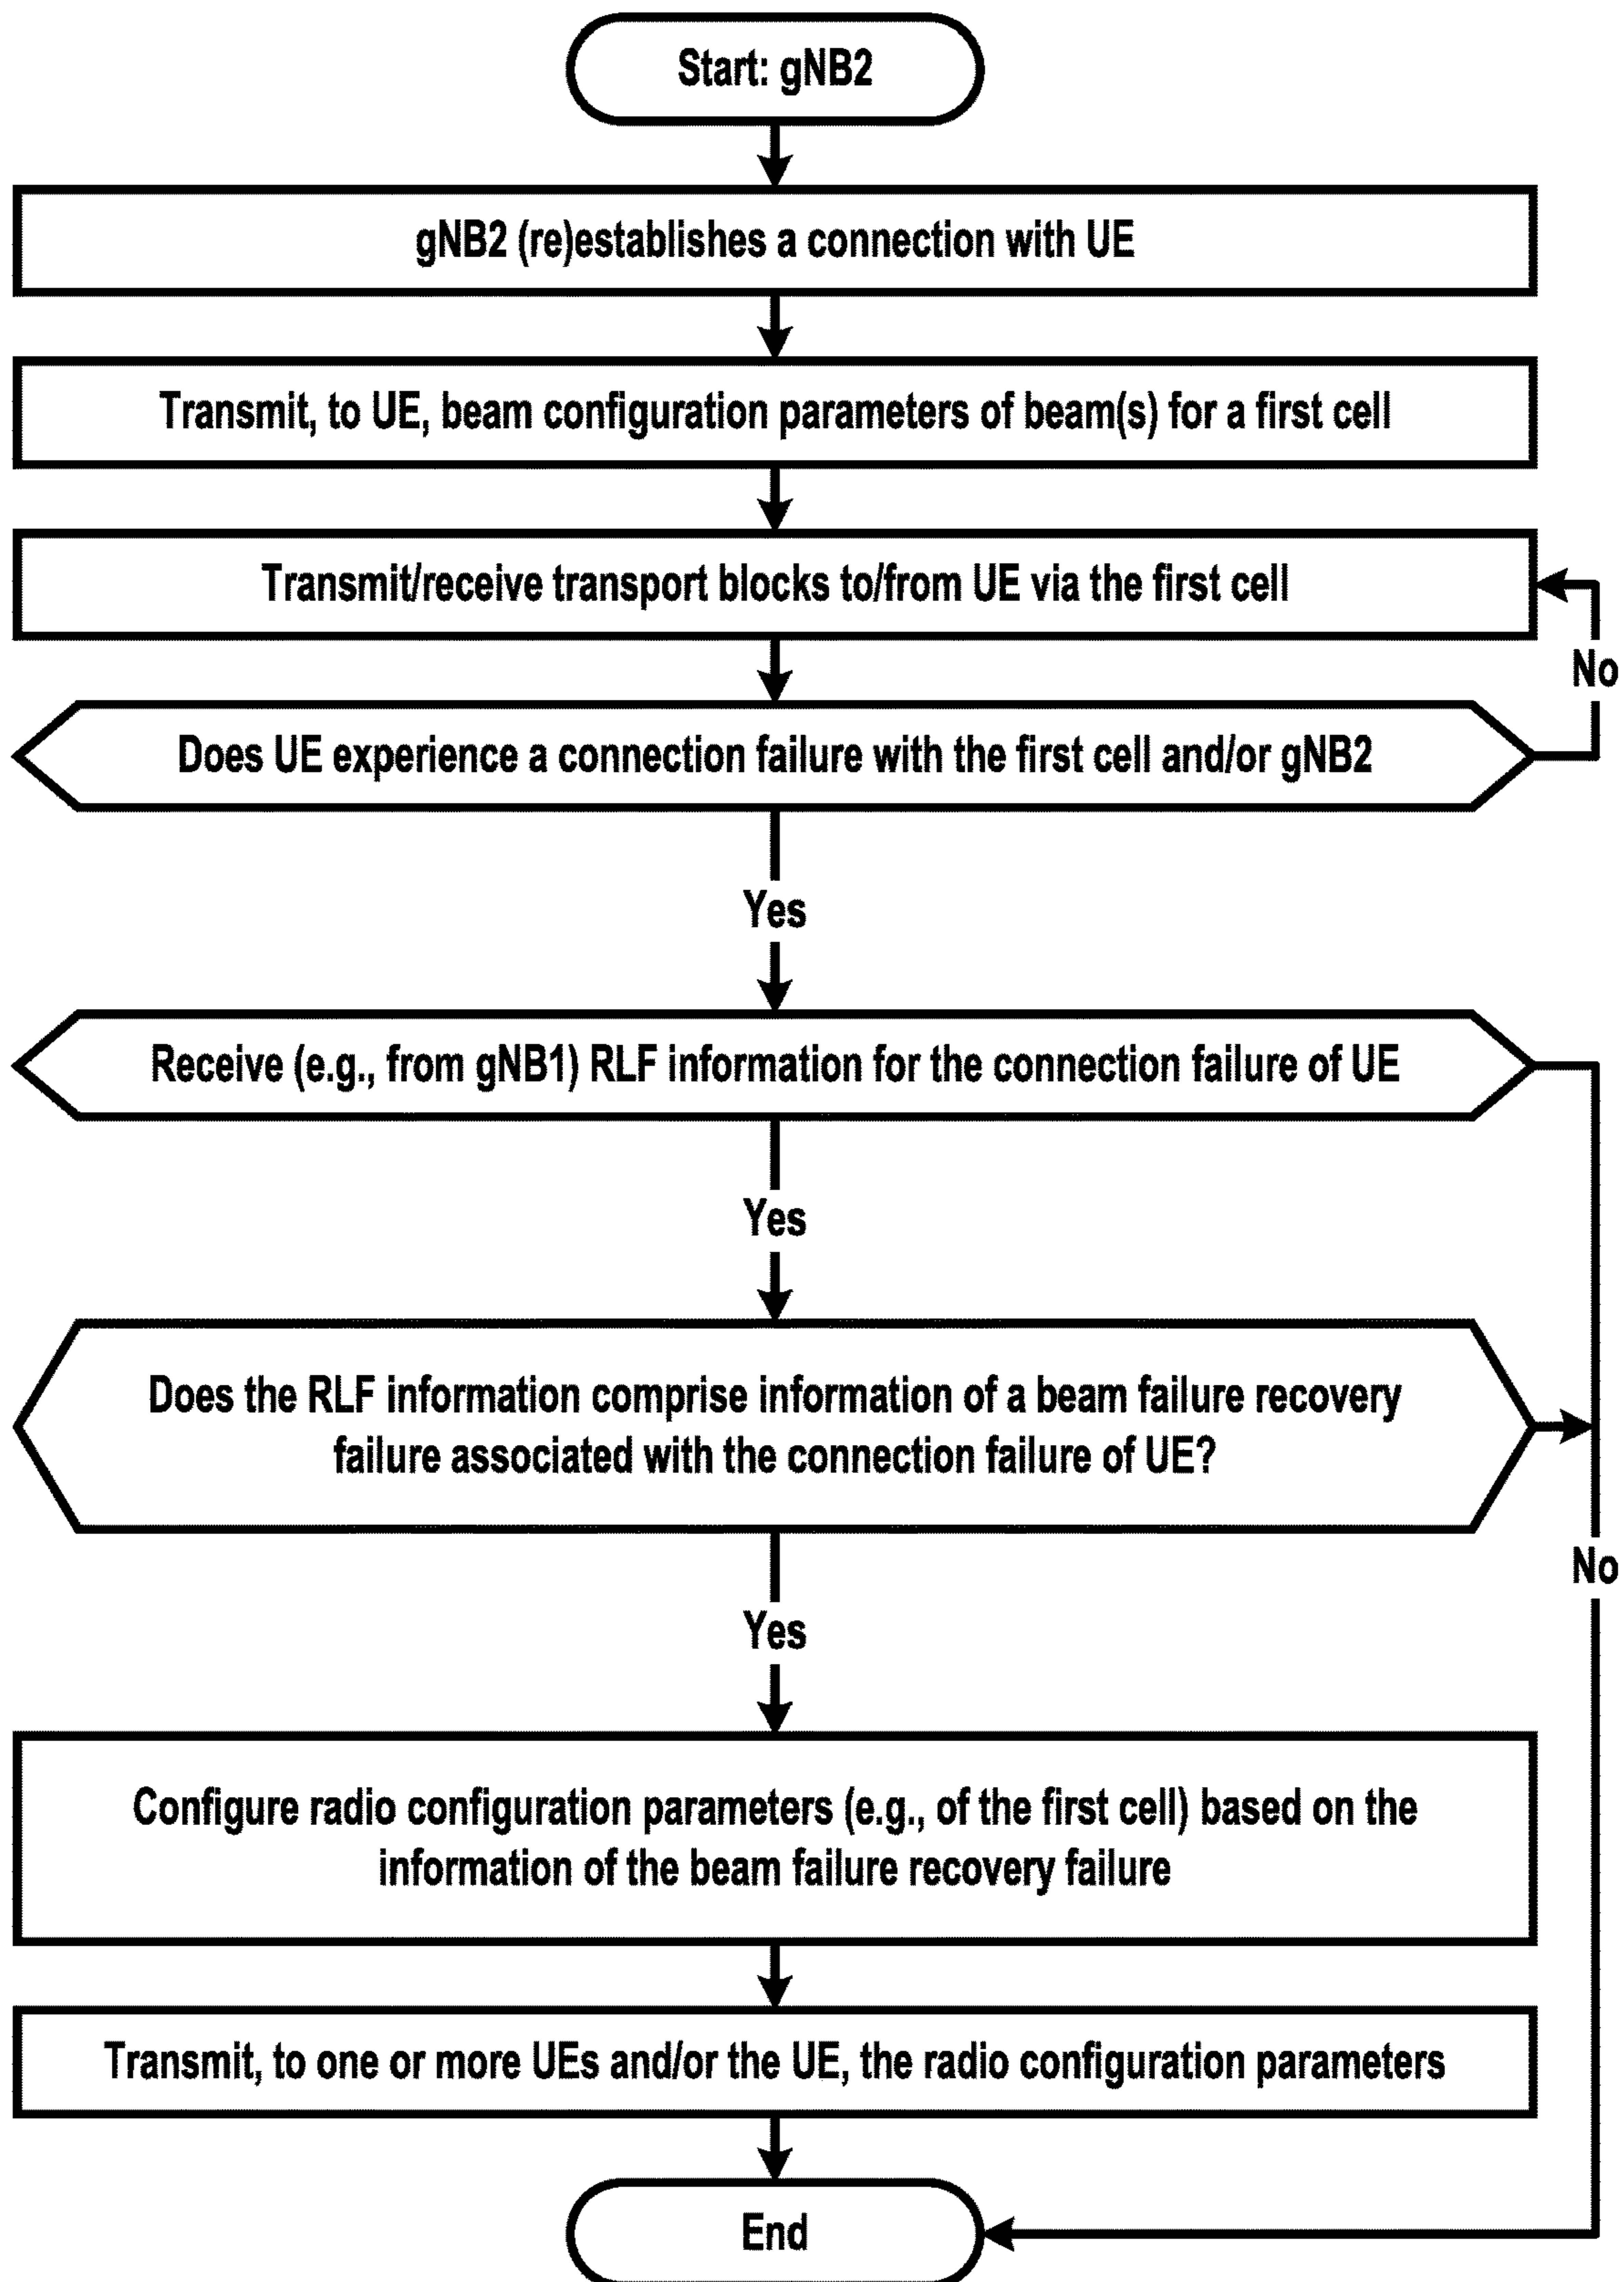 Start: gNB2
gNB2 (re)establishes a connection with UE
Transmit, to UE, beam configuration parameters of beam(s) for a first cell
Transmit/receive transport blocks to/from UE via the first cell
No
Does UE experience a connection failure with the first cell and/or gNB2
Yes
Receive (e.g., from gNB1) RLF information for the connection failure of UE
Yes
Does the RLF information comprise information of a beam failure recovery
failure associated with the connection failure of UE?
No
Yes
Configure radio configuration parameters (e.g., of the first cell) based on the
information of the beam failure recovery failure
Transmit, to one or more UEs and/or the UE, the radio configuration parameters
End